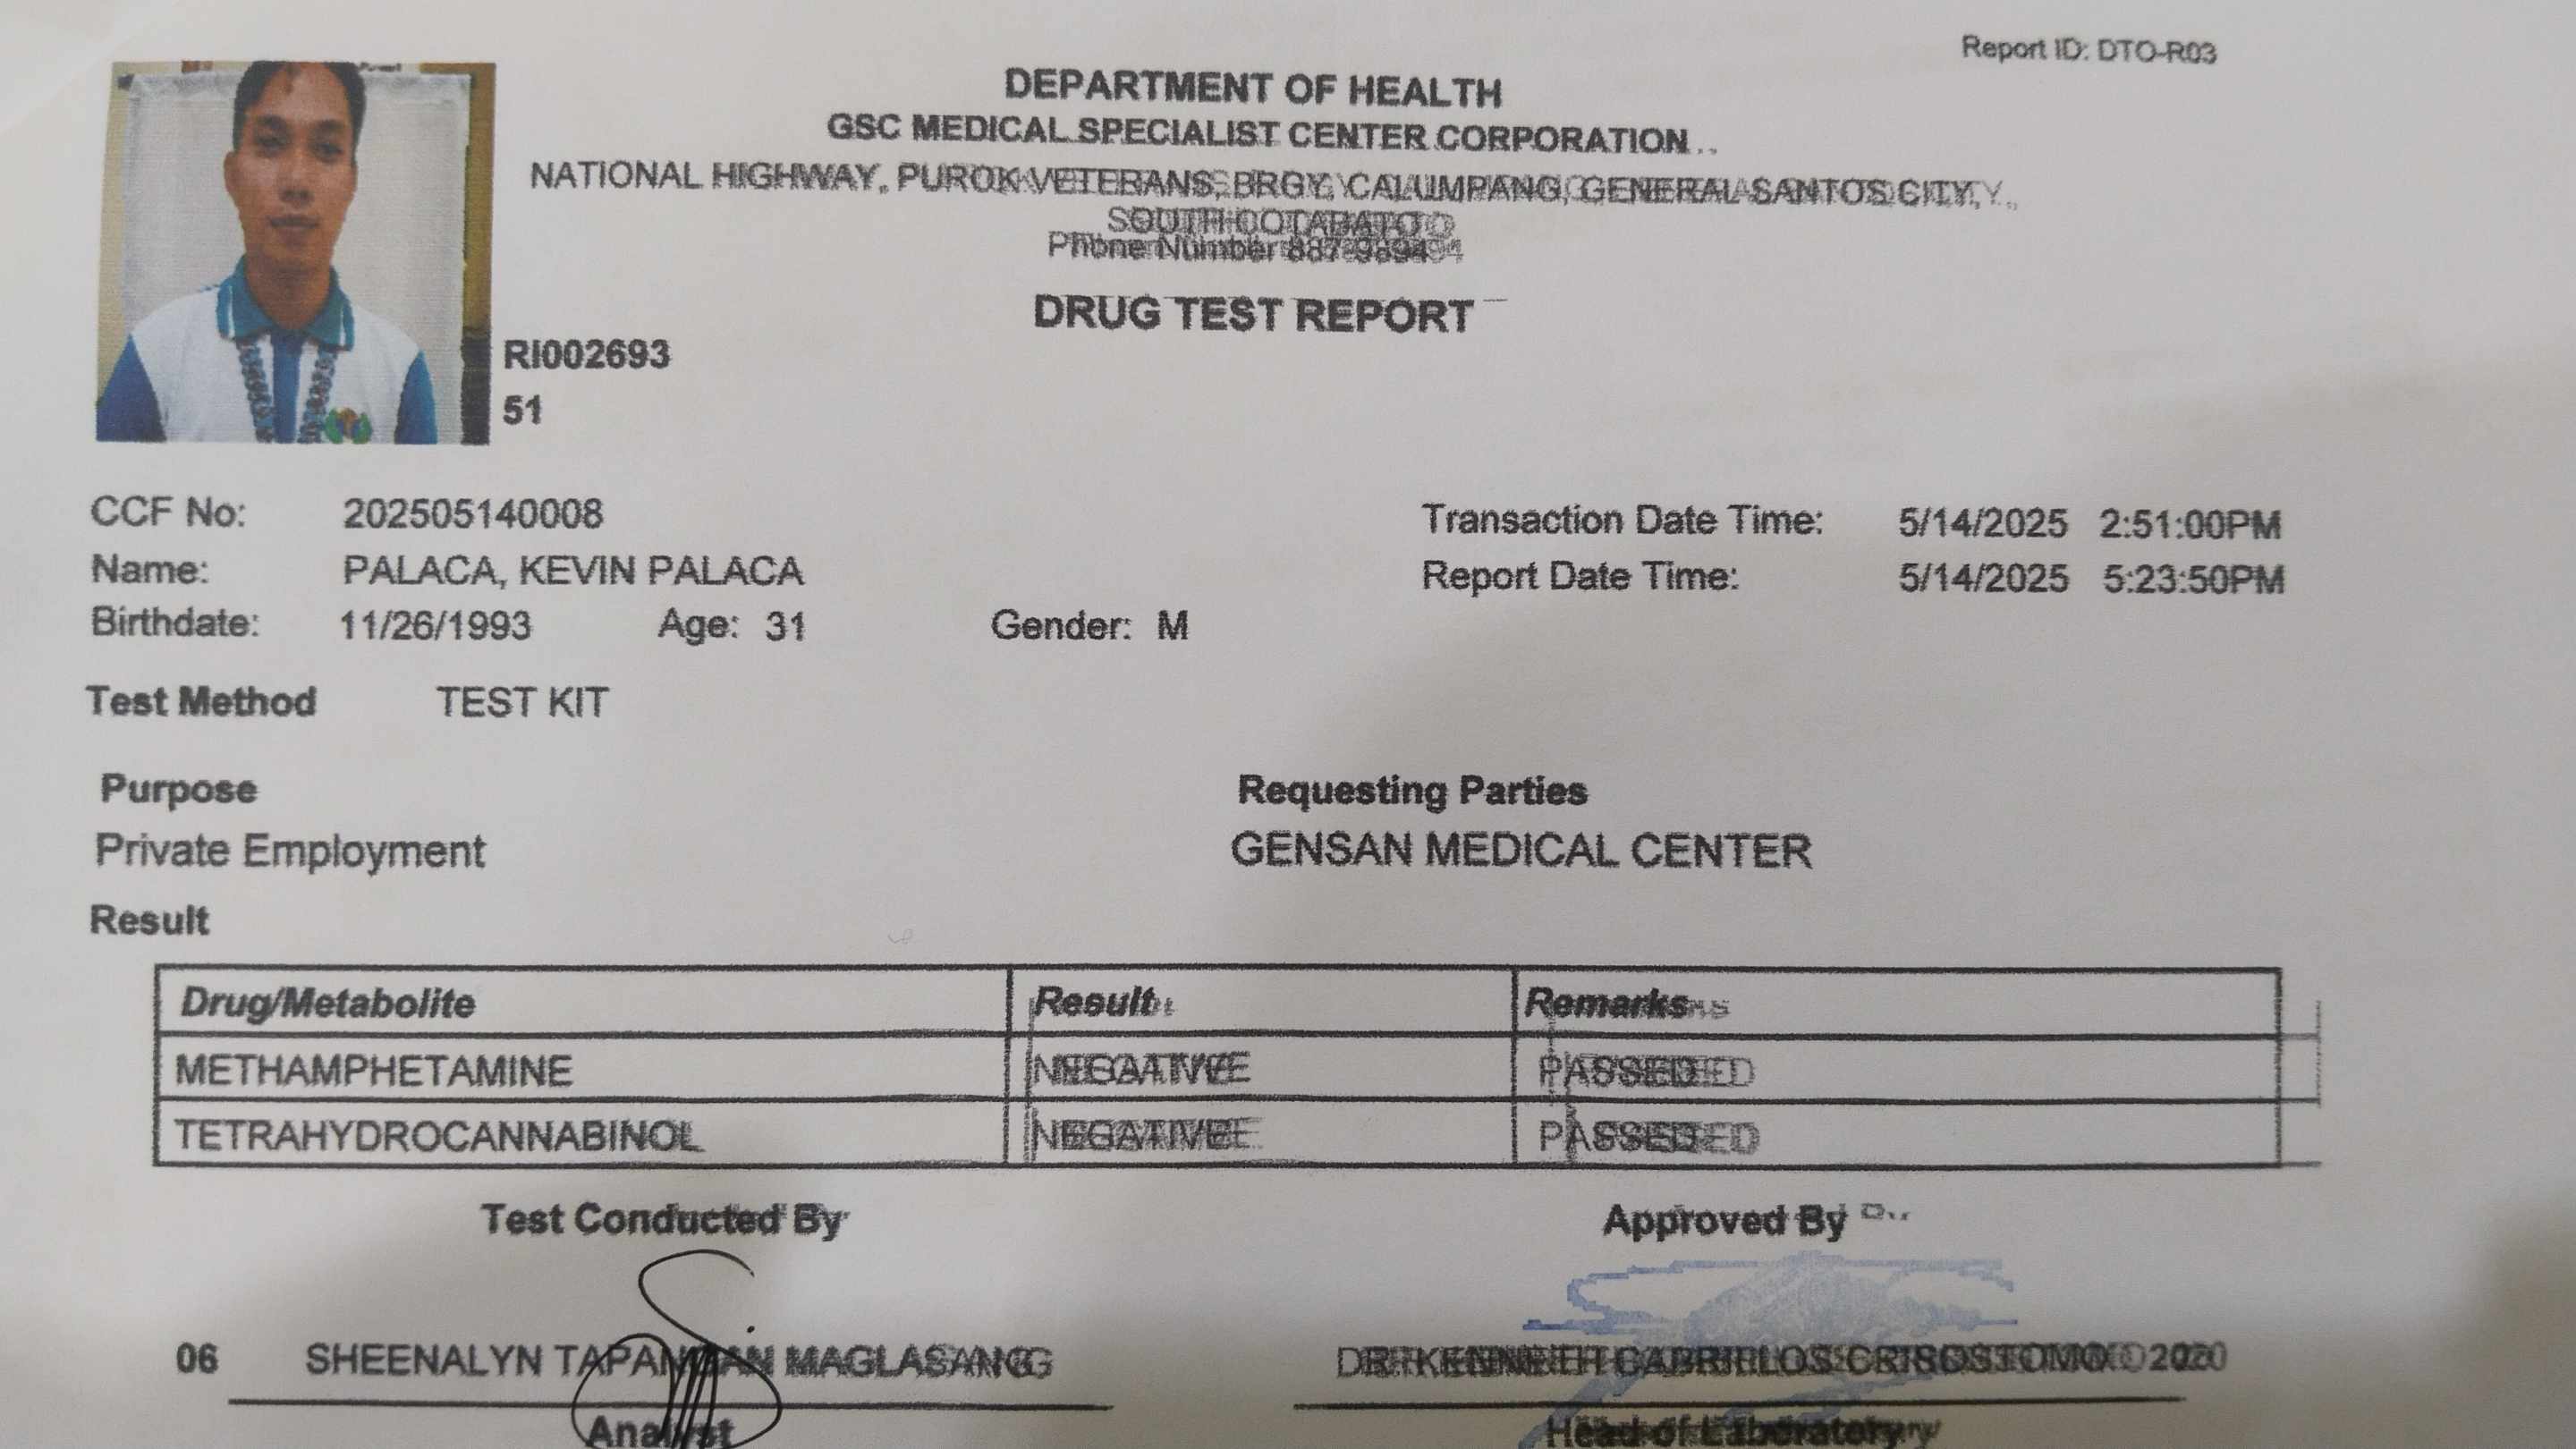 Report ID: DTO-R03
DEPARTMENT OF HEALTH
GSC MEDICAL SPECIALIST CENTER CORPORATION
NATIONAL HIGHWAY, PUROK VETERANS, BRGY. CALUMPANG, GENERAL SANTOS CITY,
SOUTH COTABATO
Phone Number 887-9894
DRUG TEST REPORT
RI002693
51
CCF No: 202505140008
Transaction Date Time: 5/14/2025 2:51:00PM
Name: PALACA, KEVIN PALACA
Report Date Time: 5/14/2025 5:23:50PM
Birthdate: 11/26/1993 Age: 31 Gender: M
Test Method TEST KIT
Purpose Requesting Parties
Private Employment GENSAN MEDICAL CENTER
Result
Drug/Metabolite Result Remarks
METHAMPHETAMINE NEGATIVE PASSED
TETRAHYDROCANNABINOL NEGATIVE PASSED
Test Conducted By Approved By
06 SHEENALYN MAGLASANG KENNETH CRISOSTOMO
Analyst Head of Laboratory